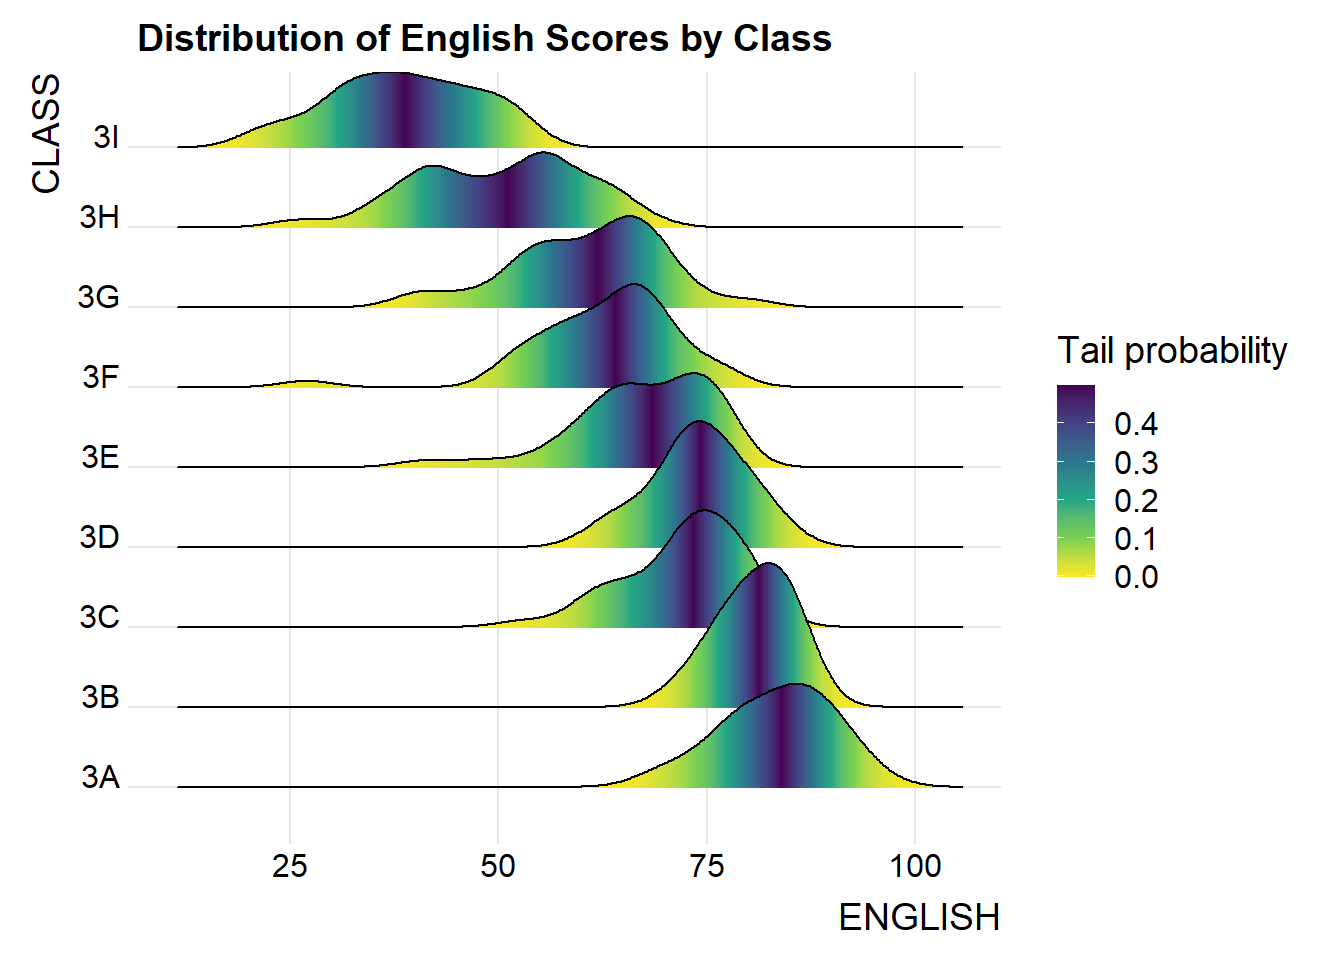 Distribution of English Scores by Class
CLASS
3I
3H
3G
3F
3E
3D
3C
3B
3A
25 50 75 100
ENGLISH
Tail probability
0.4
0.3
0.2
0.1
0.0